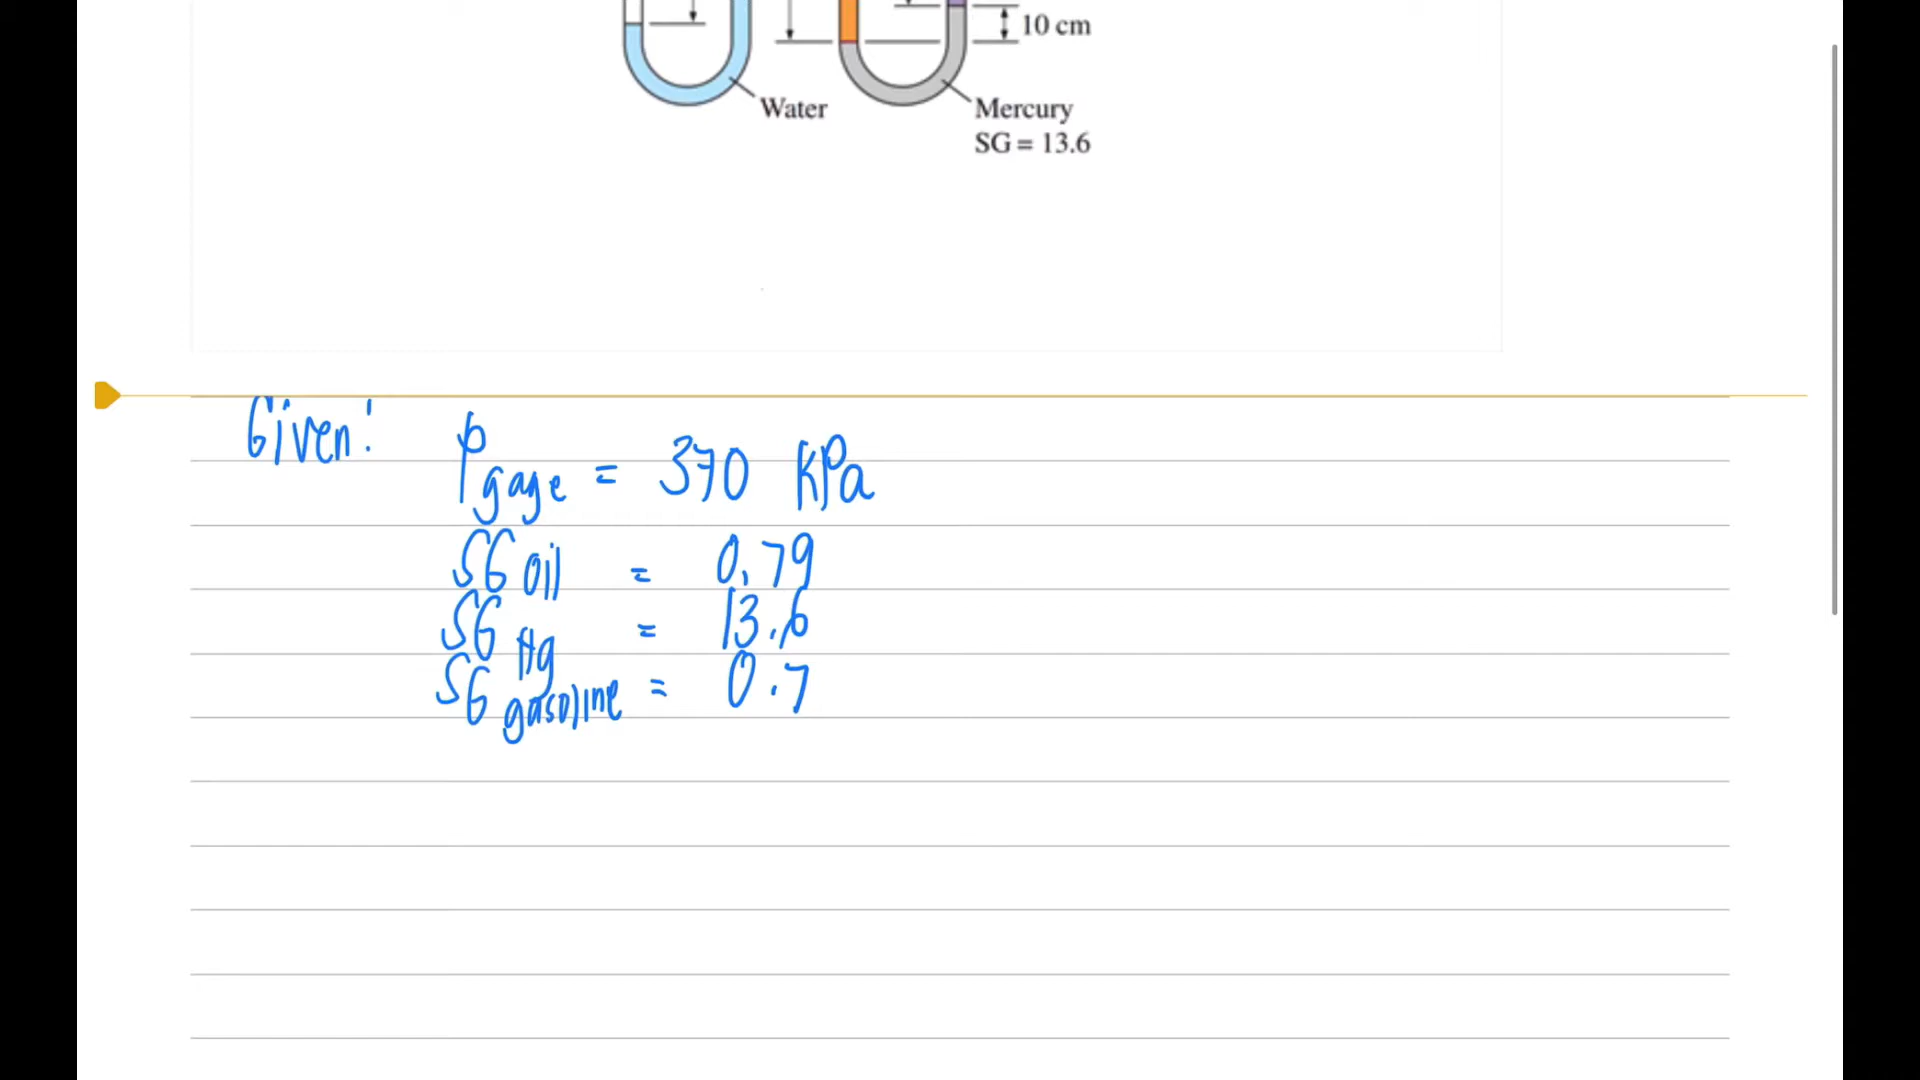 10 cm
Water
Mercury
SG = 13.6
Given:
P gage = 370 KPa
SG oil = 0.79
SG Hg = 13.6
SG gasoline = 0.7